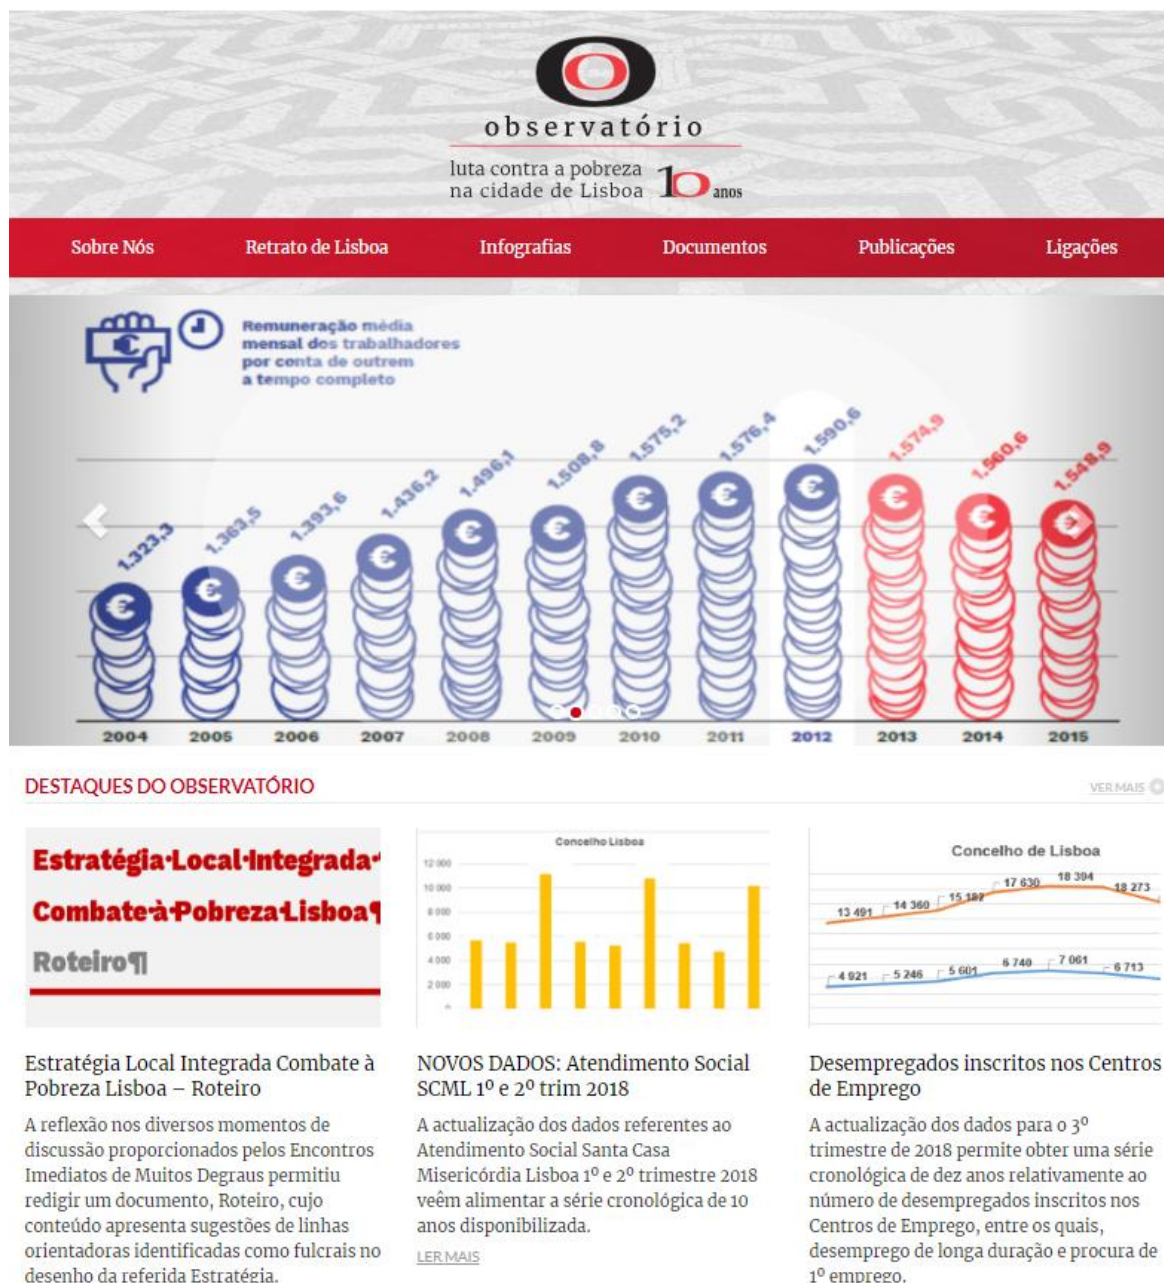 observatório
luta contra a pobreza
na cidade de Lisboa 10 anos
Sobre Nós Retrato de Lisboa Infografias Documentos Publicações Ligações
Remuneração média
mensal dos trabalhadores
por conta de outrem
a tempo completo
1.323,3 1.363,5 1.393,6 1.436,2 1.496,1 1.508,8 1.575,2 1.576,4 1.590,6 1.574,9 1.560,6 1.548,9
2004 2005 2006 2007 2008 2009 2010 2011 2012 2013 2014 2015
DESTAQUES DO OBSERVATÓRIO VER MAIS
Estratégia·Local·Integrada·
Combate·à·Pobreza·Lisboa¶
Roteiro¶
Concelho Lisboa
12 000
10 000
8 000
6 000
4 000
2 000
0
Concelho de Lisboa
13 491 14 360 15 182 17 630 18 394 18 273
4 921 5 246 5 601 6 740 7 061 6 713
Estratégia Local Integrada Combate à
Pobreza Lisboa – Roteiro
A reflexão nos diversos momentos de
discussão proporcionados pelos Encontros
Imediatos de Muitos Degraus permitiu
redigir um documento, Roteiro, cujo
conteúdo apresenta sugestões de linhas
orientadoras identificadas como fulcrais no
desenho da referida Estratégia.
NOVOS DADOS: Atendimento Social
SCML 1º e 2º trim 2018
A actualização dos dados referentes ao
Atendimento Social Santa Casa
Misericórdia Lisboa 1º e 2º trimestre 2018
veêm alimentar a série cronológica de 10
anos disponibilizada.
LER MAIS
Desempregados inscritos nos Centros
de Emprego
A actualização dos dados para o 3º
trimestre de 2018 permite obter uma série
cronológica de dez anos relativamente ao
número de desempregados inscritos nos
Centros de Emprego, entre os quais,
desemprego de longa duração e procura de
1º emprego.